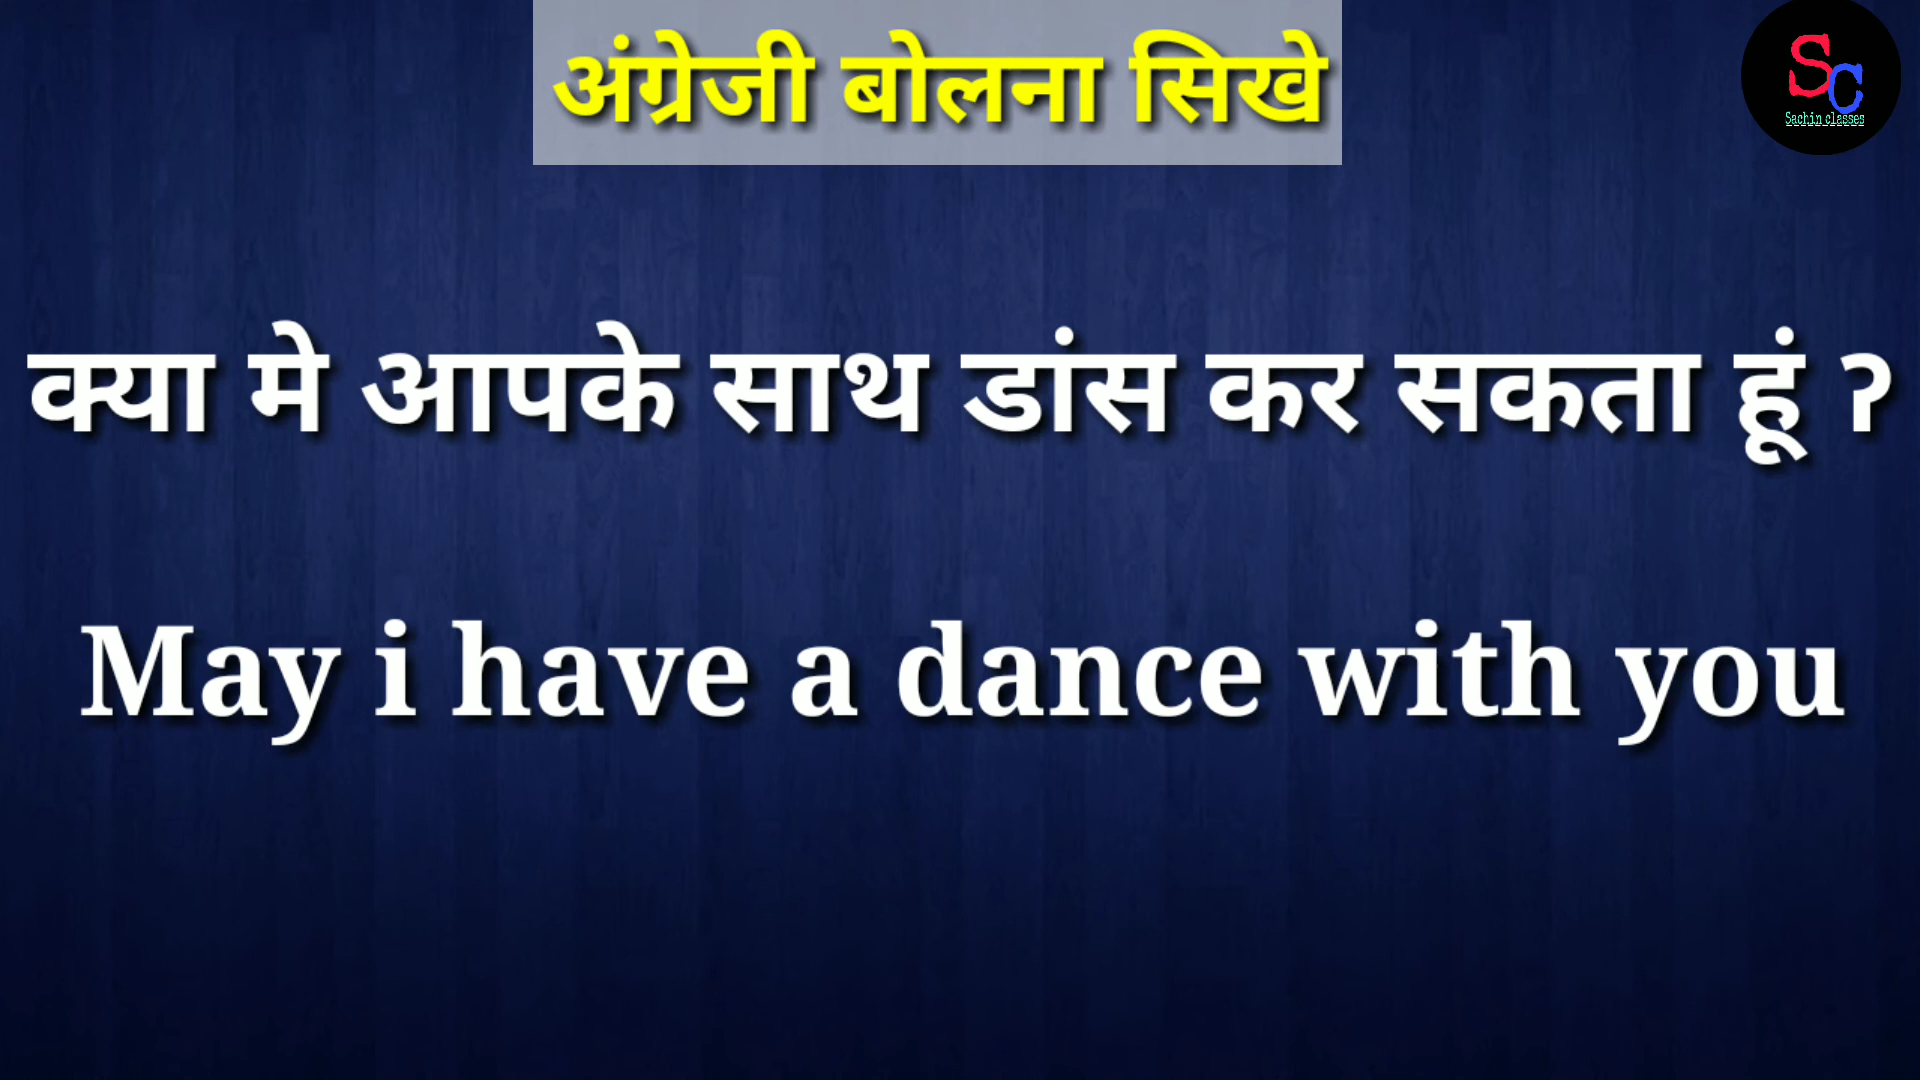 अंग्रेजी बोलना सिखे
SC
Sachin classes
क्या मे आपके साथ डांस कर सकता हूं ?
May i have a dance with you